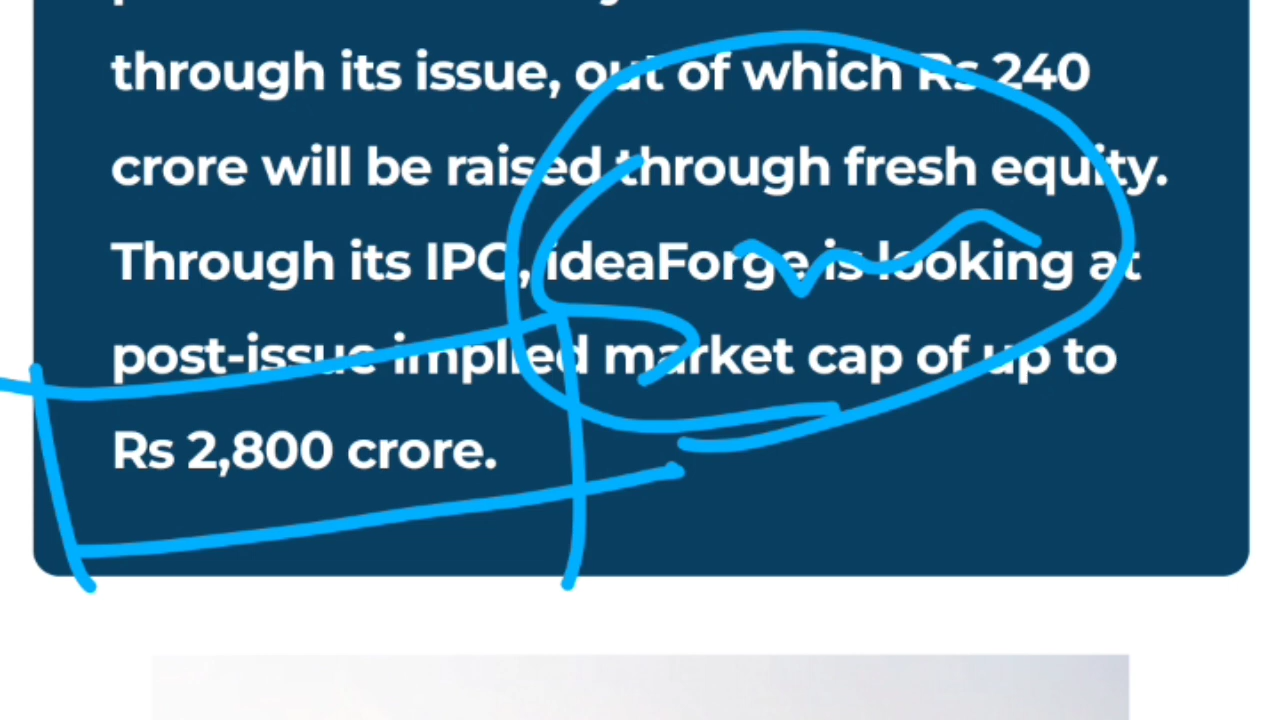 through its issue, out of which Rs 240
crore will be raised through fresh equity.
Through its IPO, ideaForge is looking at
post-issue implied market cap of up to
Rs 2,800 crore.